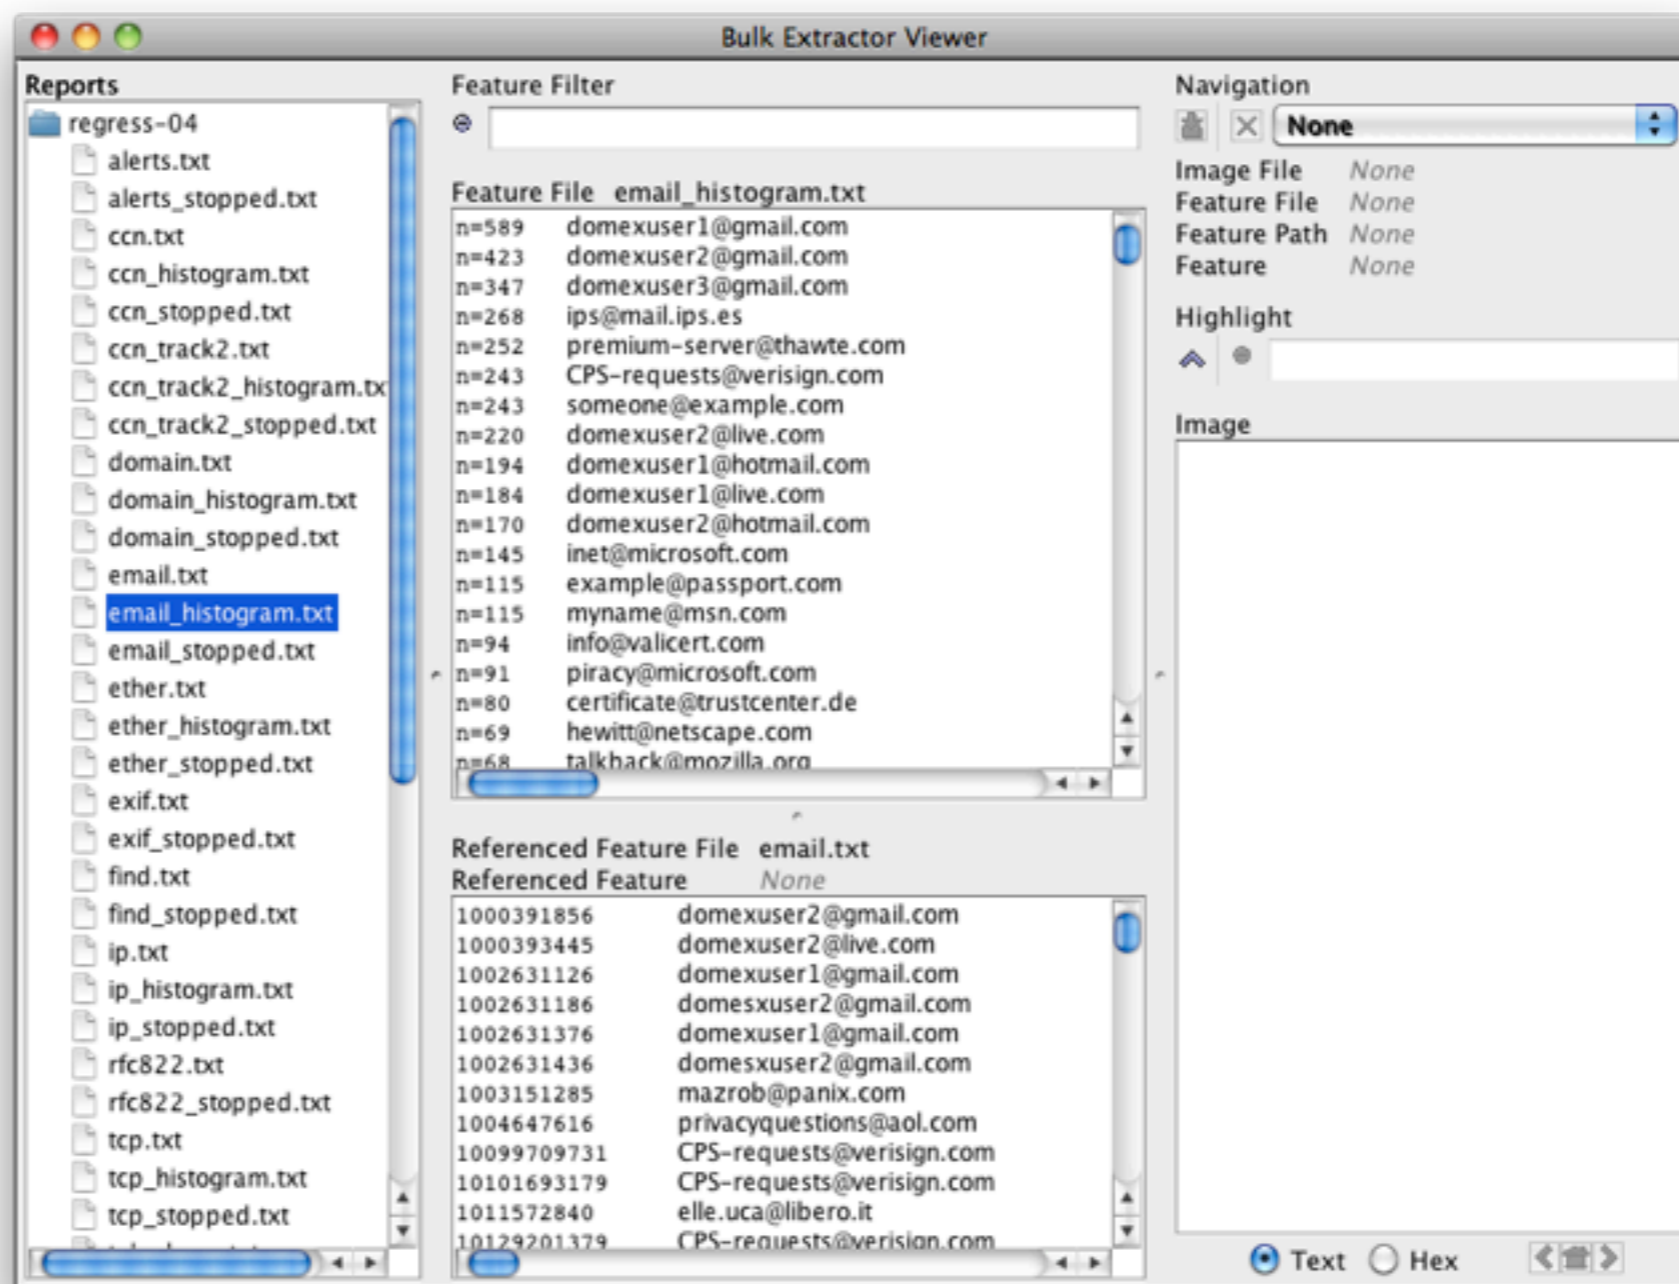 Bulk Extractor Viewer
Reports
regress-04
alerts.txt
alerts_stopped.txt
ccn.txt
ccn_histogram.txt
ccn_stopped.txt
ccn_track2.txt
ccn_track2_histogram.tx
ccn_track2_stopped.txt
domain.txt
domain_histogram.txt
domain_stopped.txt
email.txt
email_histogram.txt
email_stopped.txt
ether.txt
ether_histogram.txt
ether_stopped.txt
exif.txt
exif_stopped.txt
find.txt
find_stopped.txt
ip.txt
ip_histogram.txt
ip_stopped.txt
rfc822.txt
rfc822_stopped.txt
tcp.txt
tcp_histogram.txt
tcp_stopped.txt
Feature Filter
Feature File email_histogram.txt
n=589 domexuser1@gmail.com
n=423 domexuser2@gmail.com
n=347 domexuser3@gmail.com
n=268 ips@mail.ips.es
n=252 premium-server@thawte.com
n=243 CPS-requests@verisign.com
n=243 someone@example.com
n=220 domexuser2@live.com
n=194 domexuser1@hotmail.com
n=184 domexuser1@live.com
n=170 domexuser2@hotmail.com
n=145 inet@microsoft.com
n=115 example@passport.com
n=115 myname@msn.com
n=94 info@valicert.com
n=91 piracy@microsoft.com
n=80 certificate@trustcenter.de
n=69 hewitt@netscape.com
n=68 talkback@mozilla.org
Referenced Feature File email.txt
Referenced Feature None
1000391856 domexuser2@gmail.com
1000393445 domexuser2@live.com
1002631126 domexuser1@gmail.com
1002631186 domesxuser2@gmail.com
1002631376 domexuser1@gmail.com
1002631436 domesxuser2@gmail.com
1003151285 mazrob@panix.com
1004647616 privacyquestions@aol.com
10099709731 CPS-requests@verisign.com
10101693179 CPS-requests@verisign.com
1011572840 elle.uca@libero.it
10129201379 CPS-requests@verisign.com
Navigation
None
Image File None
Feature File None
Feature Path None
Feature None
Highlight
Image
Text Hex